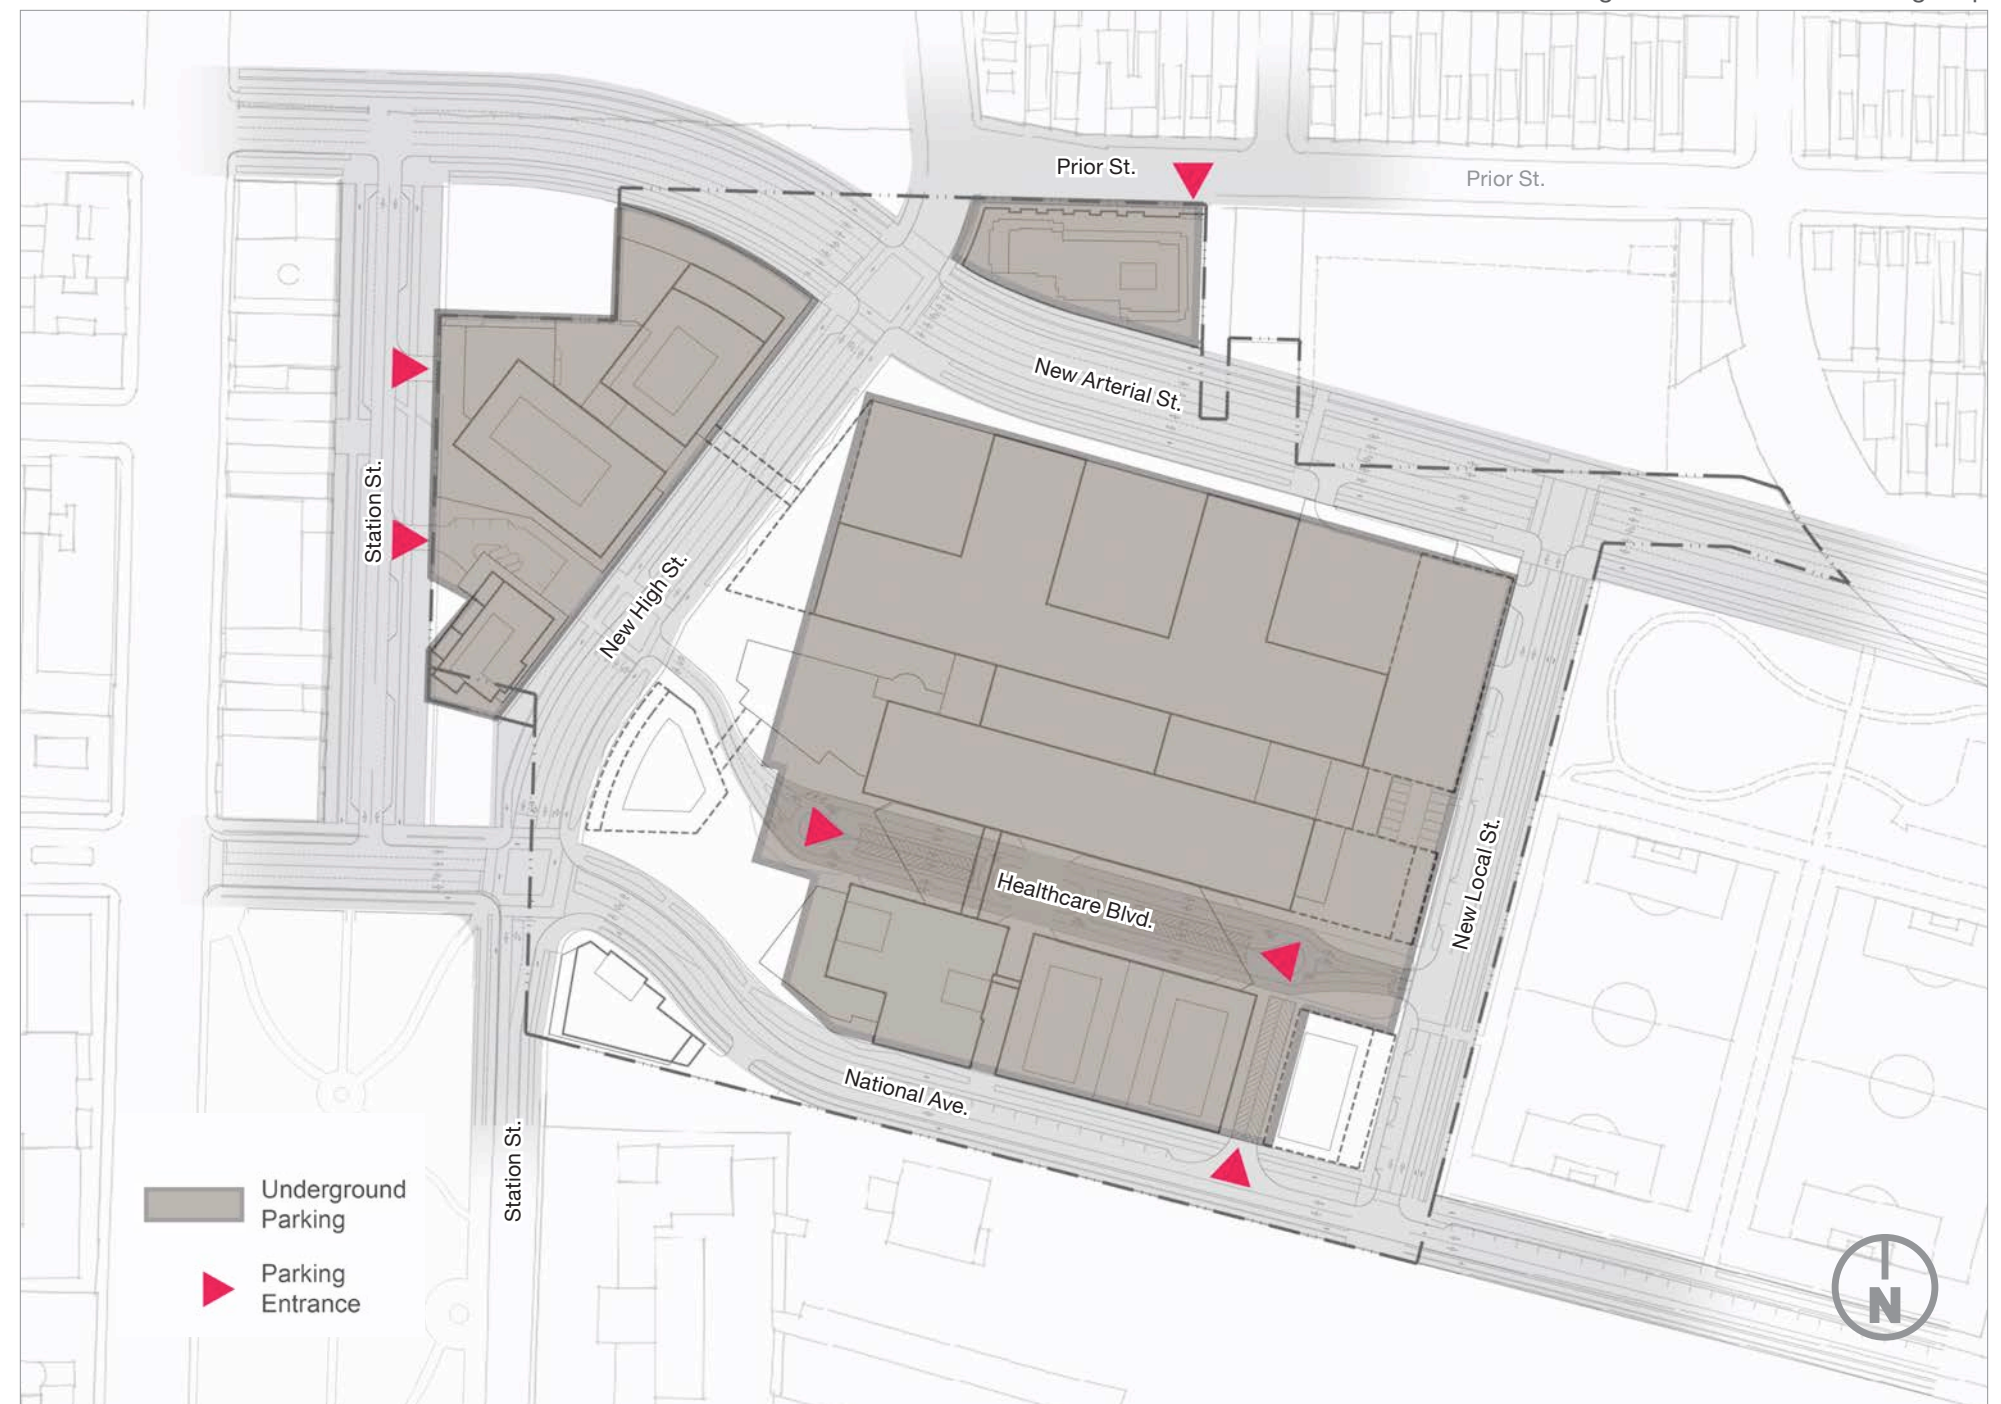 Prior St.
Prior St.
New Arterial St.
Station St.
New High St.
New Local St.
Healthcare Blvd.
National Ave.
Station St.
Underground
Parking
Parking
Entrance
N